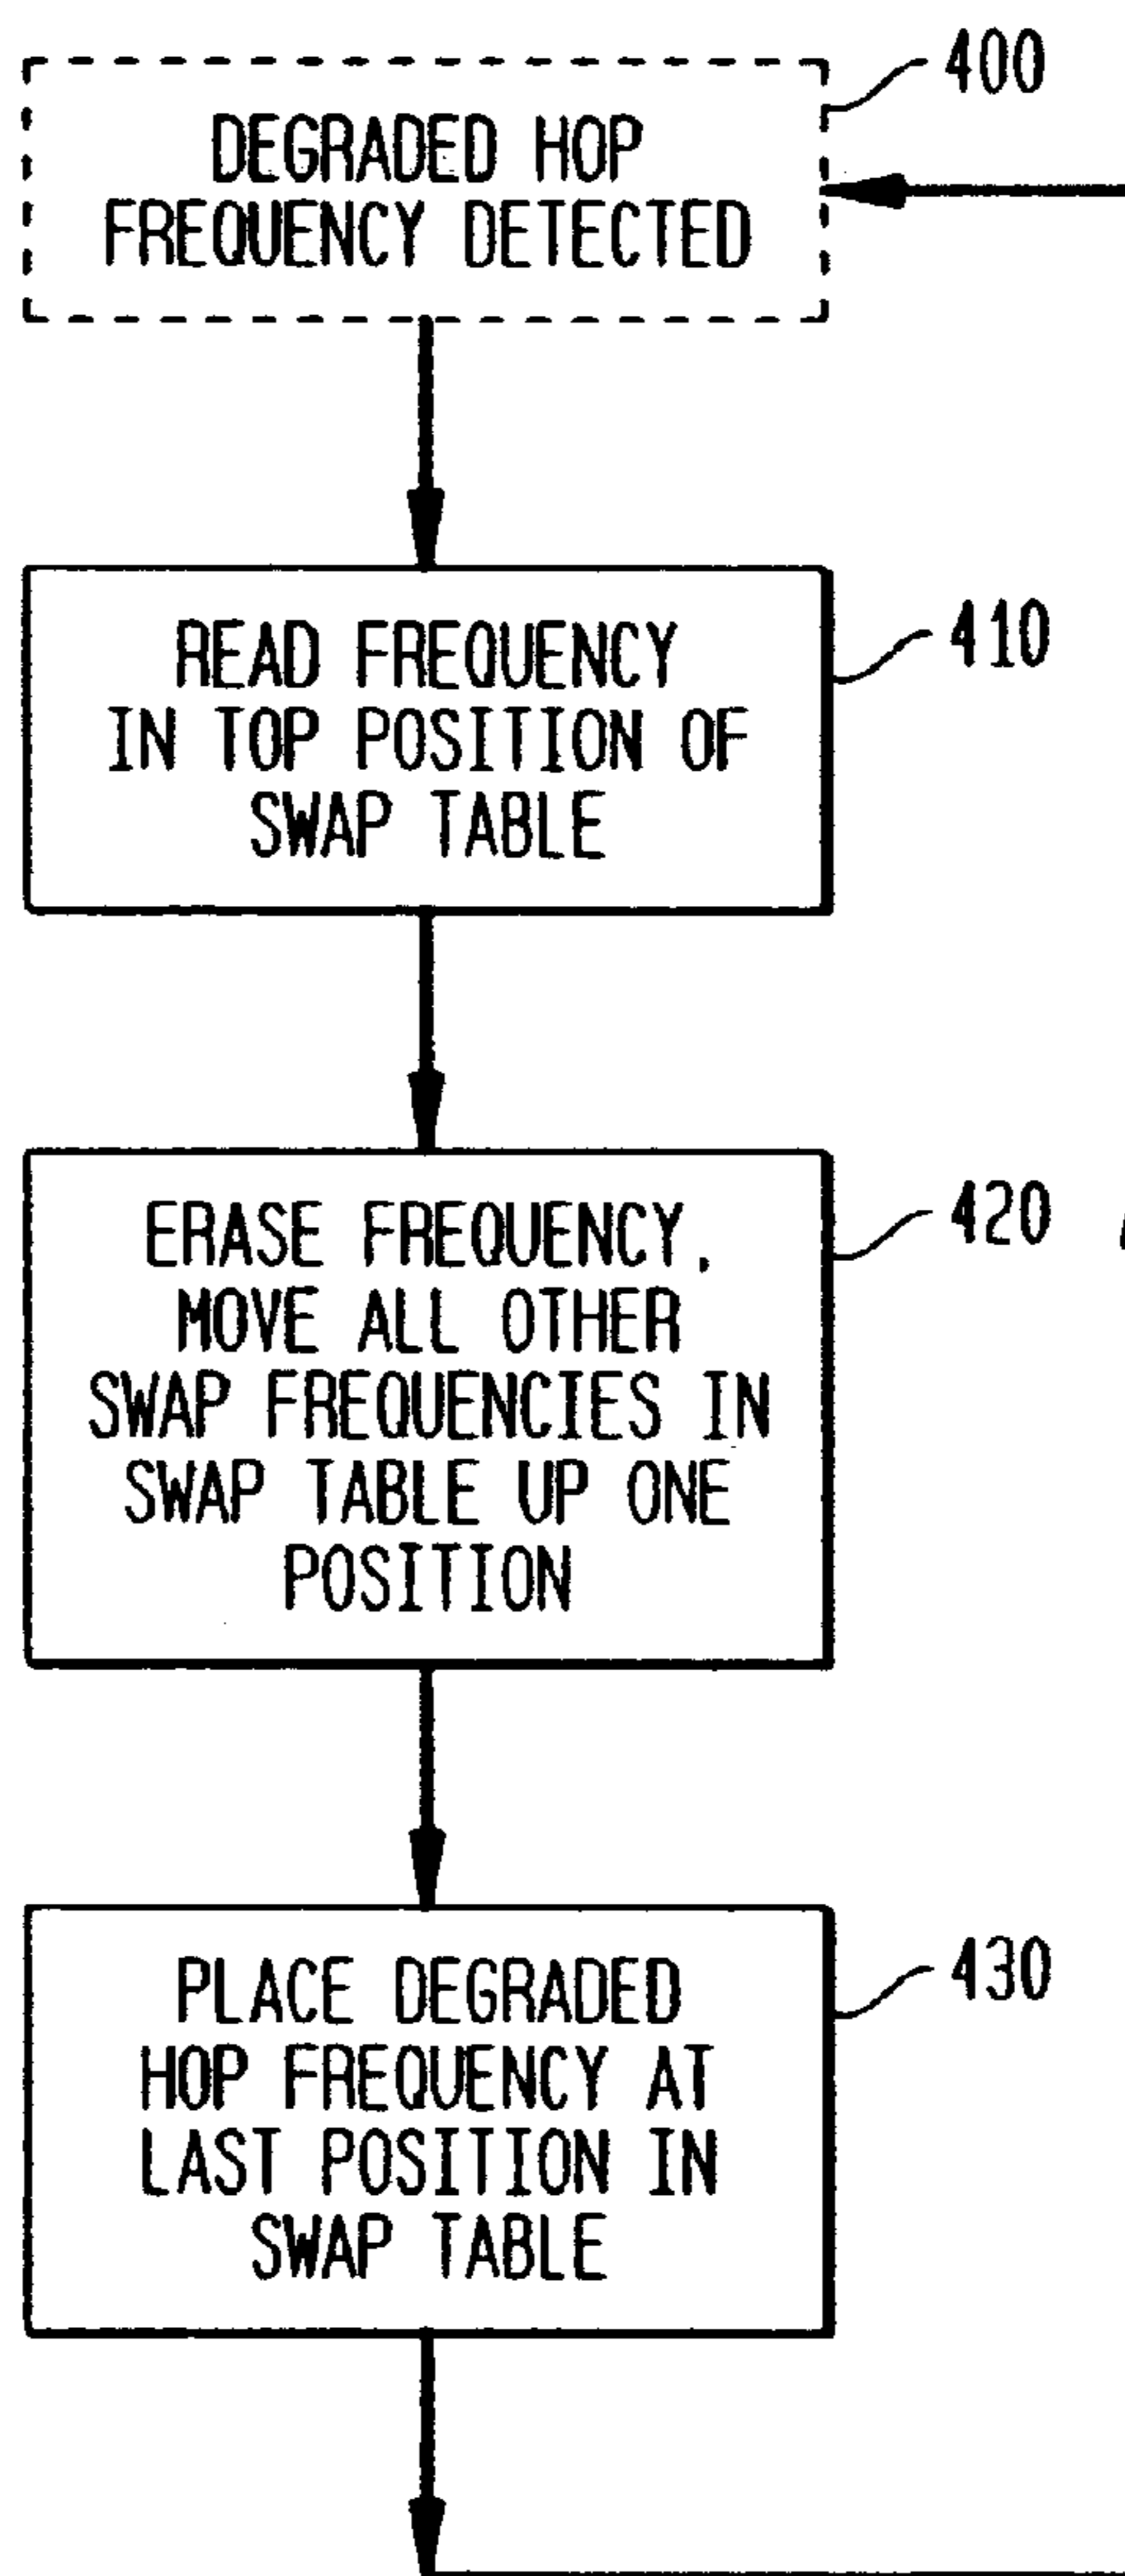 400
DEGRADED HOP
FREQUENCY DETECTED
410
READ FREQUENCY
IN TOP POSITION OF
SWAP TABLE
420
ERASE FREQUENCY,
MOVE ALL OTHER
SWAP FREQUENCIES IN
SWAP TABLE UP ONE
POSITION
430
PLACE DEGRADED
HOP FREQUENCY AT
LAST POSITION IN
SWAP TABLE